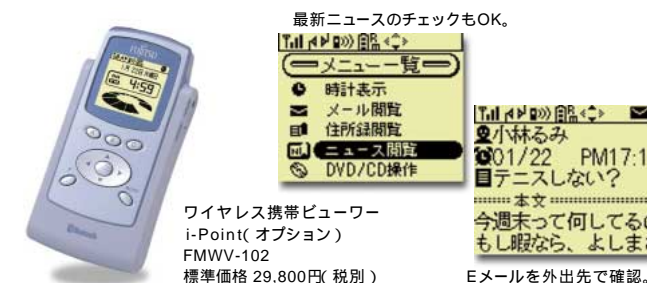 最新ニュースのチェックもOK。
FUJITSU
4:59
メニュー一覧
時計表示
メール閲覧
住所録閲覧
ニュース閲覧
DVD/CD操作
小林るみ
01/22 PM17:1
テニスしない?
本文
今週末って何してる
もし暇なら、よしま
ワイヤレス携帯ビューワー
i-Point(オプション)
FMWV-102
標準価格 29,800円(税別)
Eメールを外出先で確認。